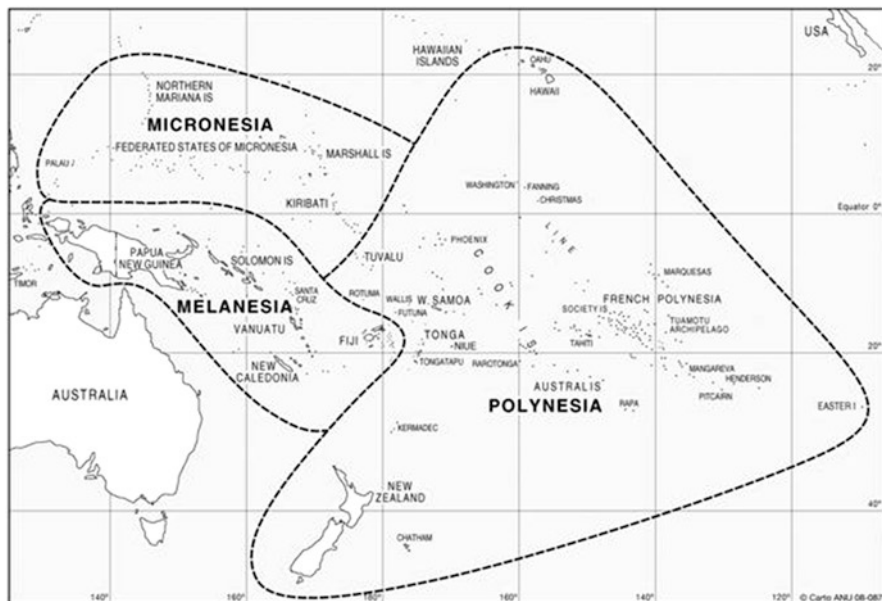 USA
HAWAIIAN
ISLANDS
OAHU
HAWAII
20°
NORTHERN
MARIANA IS
MICRONESIA
FEDERATED STATES OF MICRONESIA
MARSHALL IS
PALAU
KIRIBATI
WASHINGTON
FANNING
CHRISTMAS
Equator 0°
LINE
PHOENIX
COOK IS
TUVALU
PAPUA
NEW GUINEA
SOLOMON IS
MARQUESAS
TIMOR
SANTA
CRUZ
ROTUMA
WALLIS
W. SAMOA
FUTUNA
FRENCH POLYNESIA
SOCIETY IS
TUAMOTU
ARCHIPELAGO
MELANESIA
VANUATU
FIJI
TONGA
NIUE
TAHITI
20°
TONGATAPU
RAROTONGA
NEW
CALEDONIA
MANGAREVA
HENDERSON
AUSTRALIS
PITCAIRN
AUSTRALIA
POLYNESIA
RAPA
EASTER I
KERMADEC
NEW
ZEALAND
40°
CHATHAM
140°
160°
180°
160°
140°
120°
© Carto ANU 08-087